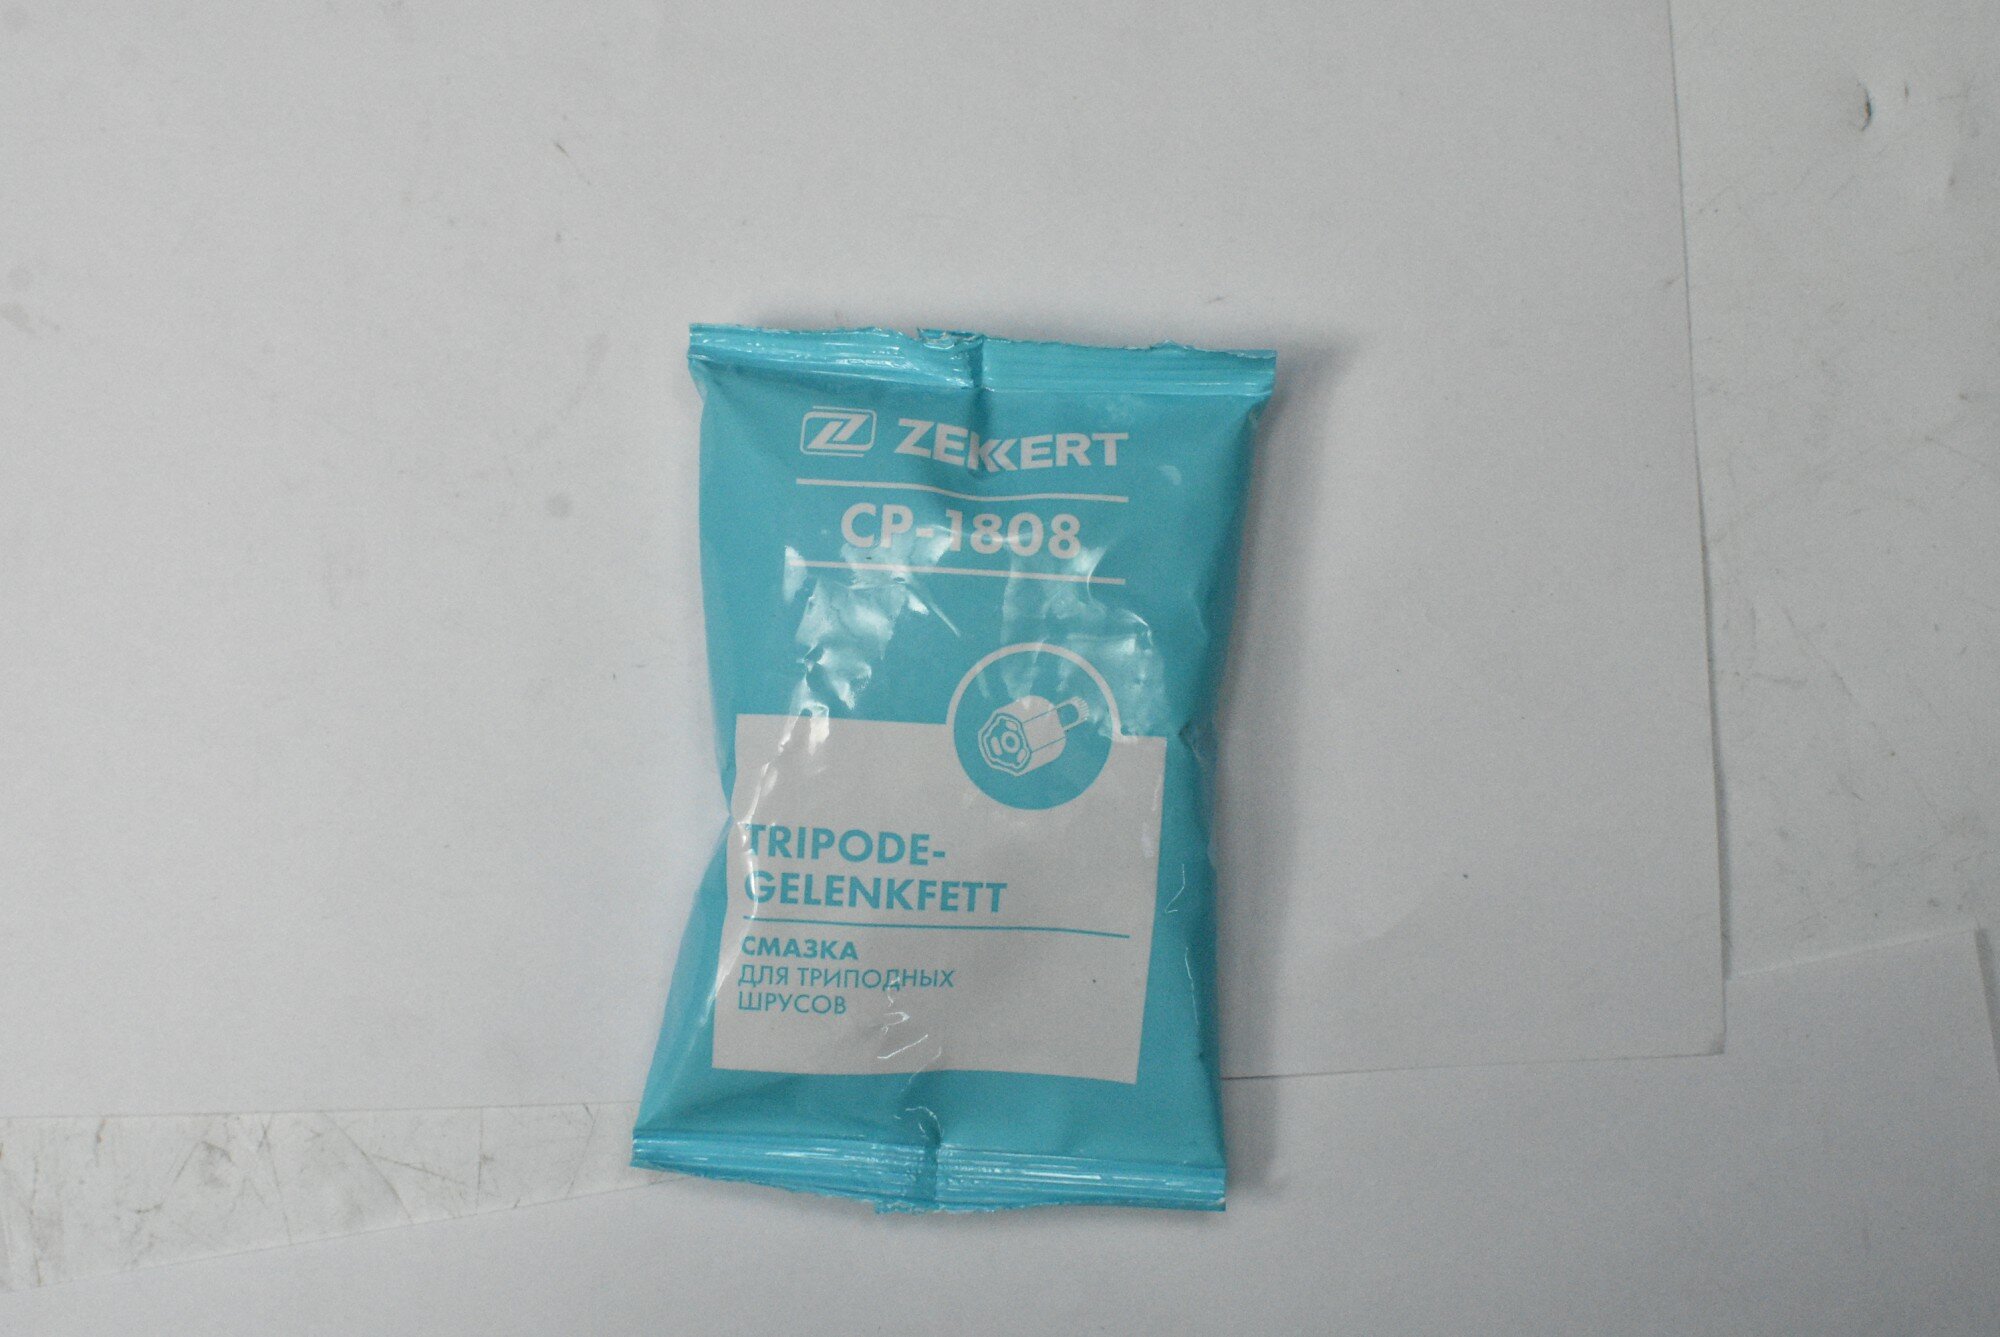 ZEKKERT
CP-1808
TRIPODE-
GELENKFETT
СМАЗКА
ДЛЯ ТРИПОДНЫХ
ШРУСОВ